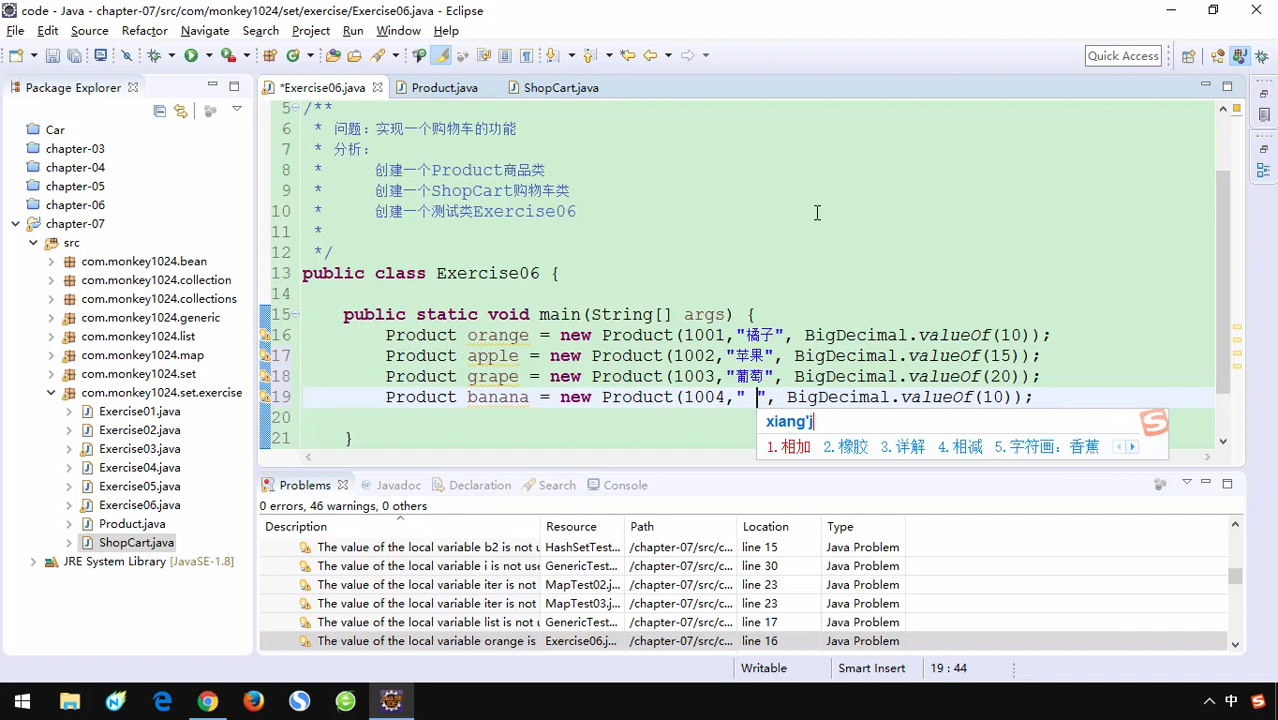 code - Java - chapter-07/src/com/monkey1024/set/exercise/Exercise06.java - Eclipse
File Edit Source Refactor Navigate Search Project Run Window Help
Quick Access
Package Explorer
*Exercise06.java Product.java ShopCart.java
Car
chapter-03
chapter-04
chapter-05
chapter-06
chapter-07
src
com.monkey1024.bean
com.monkey1024.collection
com.monkey1024.collections
com.monkey1024.generic
com.monkey1024.list
com.monkey1024.map
com.monkey1024.set
com.monkey1024.set.exercise
Exercise01.java
Exercise02.java
Exercise03.java
Exercise04.java
Exercise05.java
Exercise06.java
Product.java
ShopCart.java
JRE System Library [JavaSE-1.8]
5 /**
6 * 问题：实现一个购物车的功能
7 * 分析：
8 * 创建一个Product商品类
9 * 创建一个ShopCart购物车类
10 * 创建一个测试类Exercise06
11 *
12 */
13 public class Exercise06 {
14
15 public static void main(String[] args) {
16 Product orange = new Product(1001,"橘子", BigDecimal.valueOf(10));
17 Product apple = new Product(1002,"苹果", BigDecimal.valueOf(15));
18 Product grape = new Product(1003,"葡萄", BigDecimal.valueOf(20));
19 Product banana = new Product(1004," ", BigDecimal.valueOf(10));
20
21 }
xiang'j
1.相加 2.橡胶 3.详解 4.相减 5.字符画：香蕉
Problems Javadoc Declaration Search Console
0 errors, 46 warnings, 0 others
Description Resource Path Location Type
The value of the local variable b2 is not u HashSetTest... /chapter-07/src/c... line 15 Java Problem
The value of the local variable i is not use GenericTest... /chapter-07/src/c... line 30 Java Problem
The value of the local variable iter is not MapTest02.j... /chapter-07/src/c... line 23 Java Problem
The value of the local variable iter is not MapTest03.j... /chapter-07/src/c... line 23 Java Problem
The value of the local variable list is not u GenericTest... /chapter-07/src/c... line 17 Java Problem
The value of the local variable orange is Exercise06.j... /chapter-07/src/c... line 16 Java Problem
Writable Smart Insert 19 : 44
中